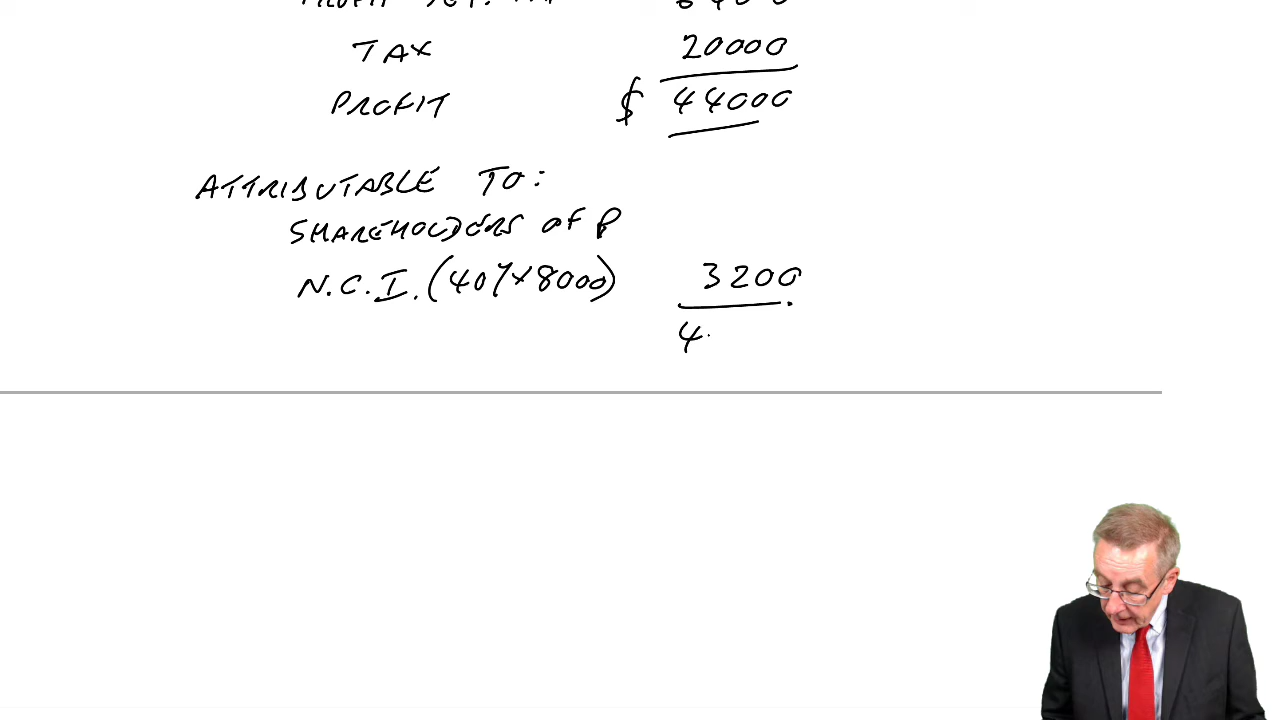 TAX 20000
PROFIT $ 44000
ATTRIBUTABLE TO:
SHAREHOLDERS OF P
N.C.I. (40% × 8000) 3200
4